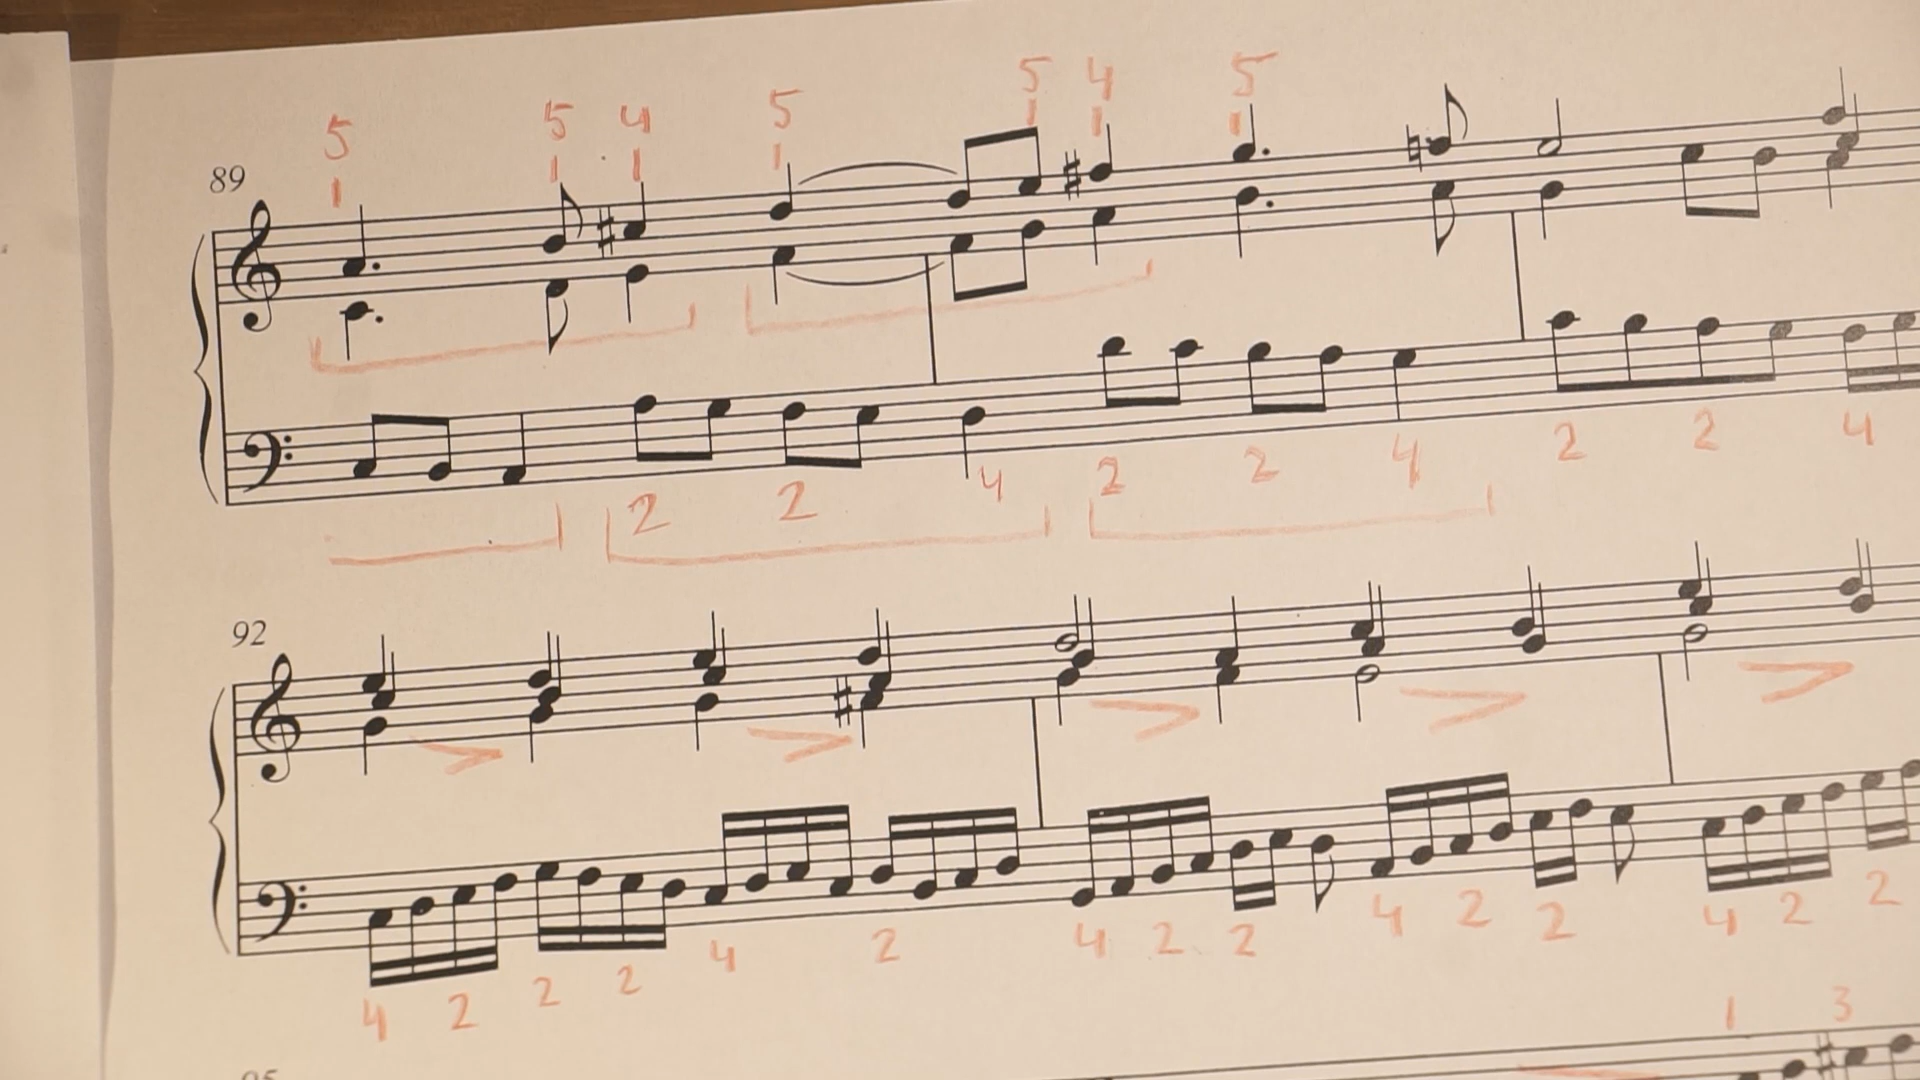 5 5 4 5 5 4 5
1 1 1 1 1 1 1
89
2 2 4 2 2 4 2 2 4
92
4 2 2 2 4 2 4 2 2 4 2 2 4 2 2
1 3